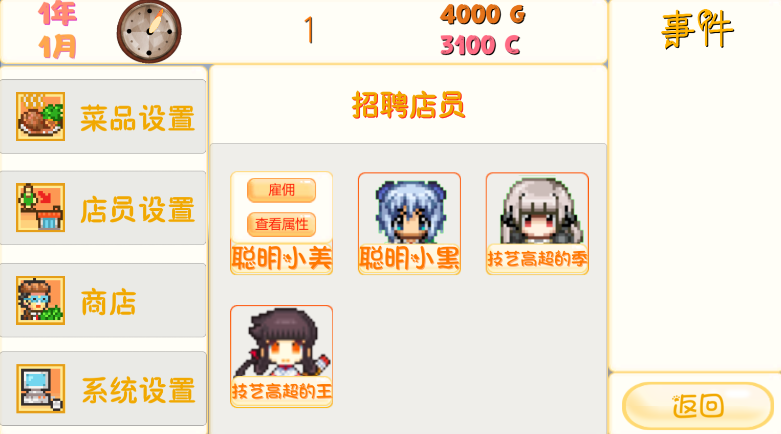 1年
1月
1
4000 G
3100 C
事件
菜品设置
店员设置
商店
系统设置
招聘店员
雇佣
查看属性
聪明小美
聪明小黑
技艺高超的季
技艺高超的王
返回